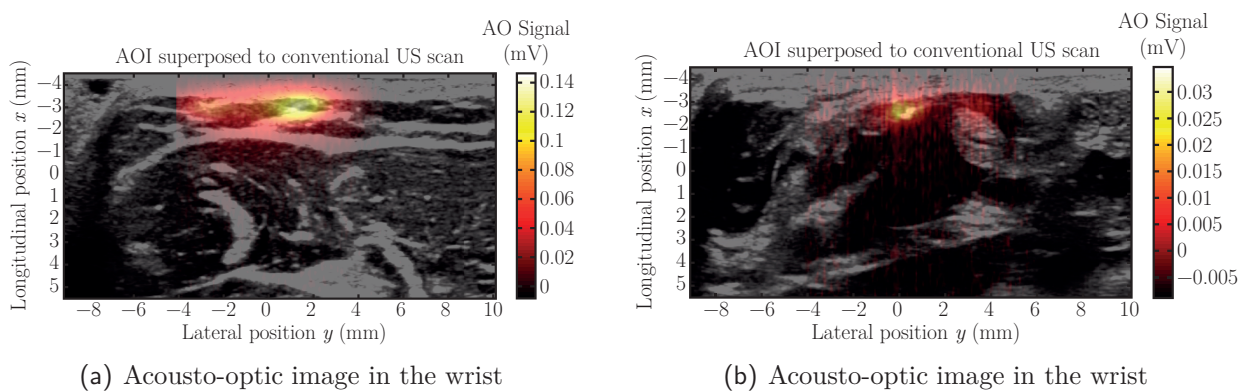 AO Signal
(mV)
AOI superposed to conventional US scan
0.14
0.12
0.10
0.08
0.06
0.04
0.02
0
Longitudinal position x (mm)
−4
−3
−2
−1
0
1
2
3
4
5
−8 −6 −4 −2 0 2 4 6 8 10
Lateral position y (mm)
(a) Acousto-optic image in the wrist
AO Signal
(mV)
AOI superposed to conventional US scan
0.03
0.025
0.02
0.015
0.01
0.005
0
−0.005
Longitudinal position x (mm)
−4
−3
−2
−1
0
1
2
3
4
5
−8 −6 −4 −2 0 2 4 6 8 10
Lateral position y (mm)
(b) Acousto-optic image in the wrist